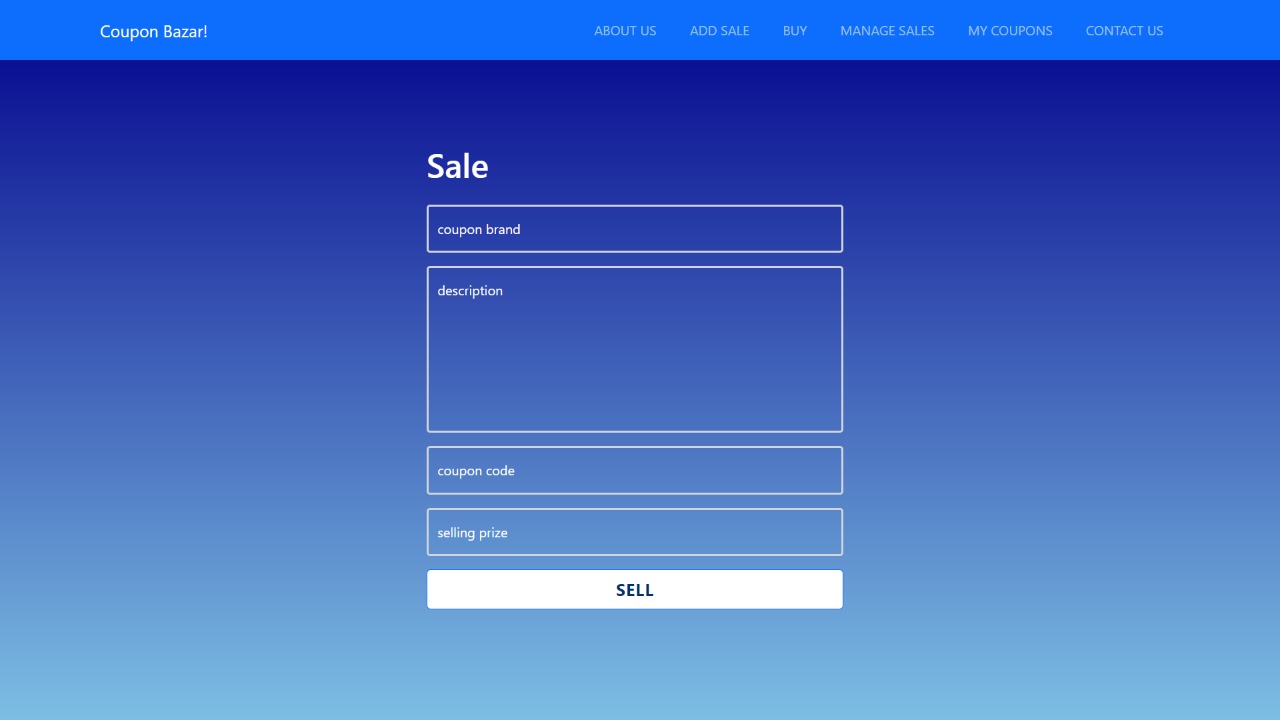 Coupon Bazar! ABOUT US ADD SALE BUY MANAGE SALES MY COUPONS CONTACT US
Sale
coupon brand
description
coupon code
selling prize
SELL